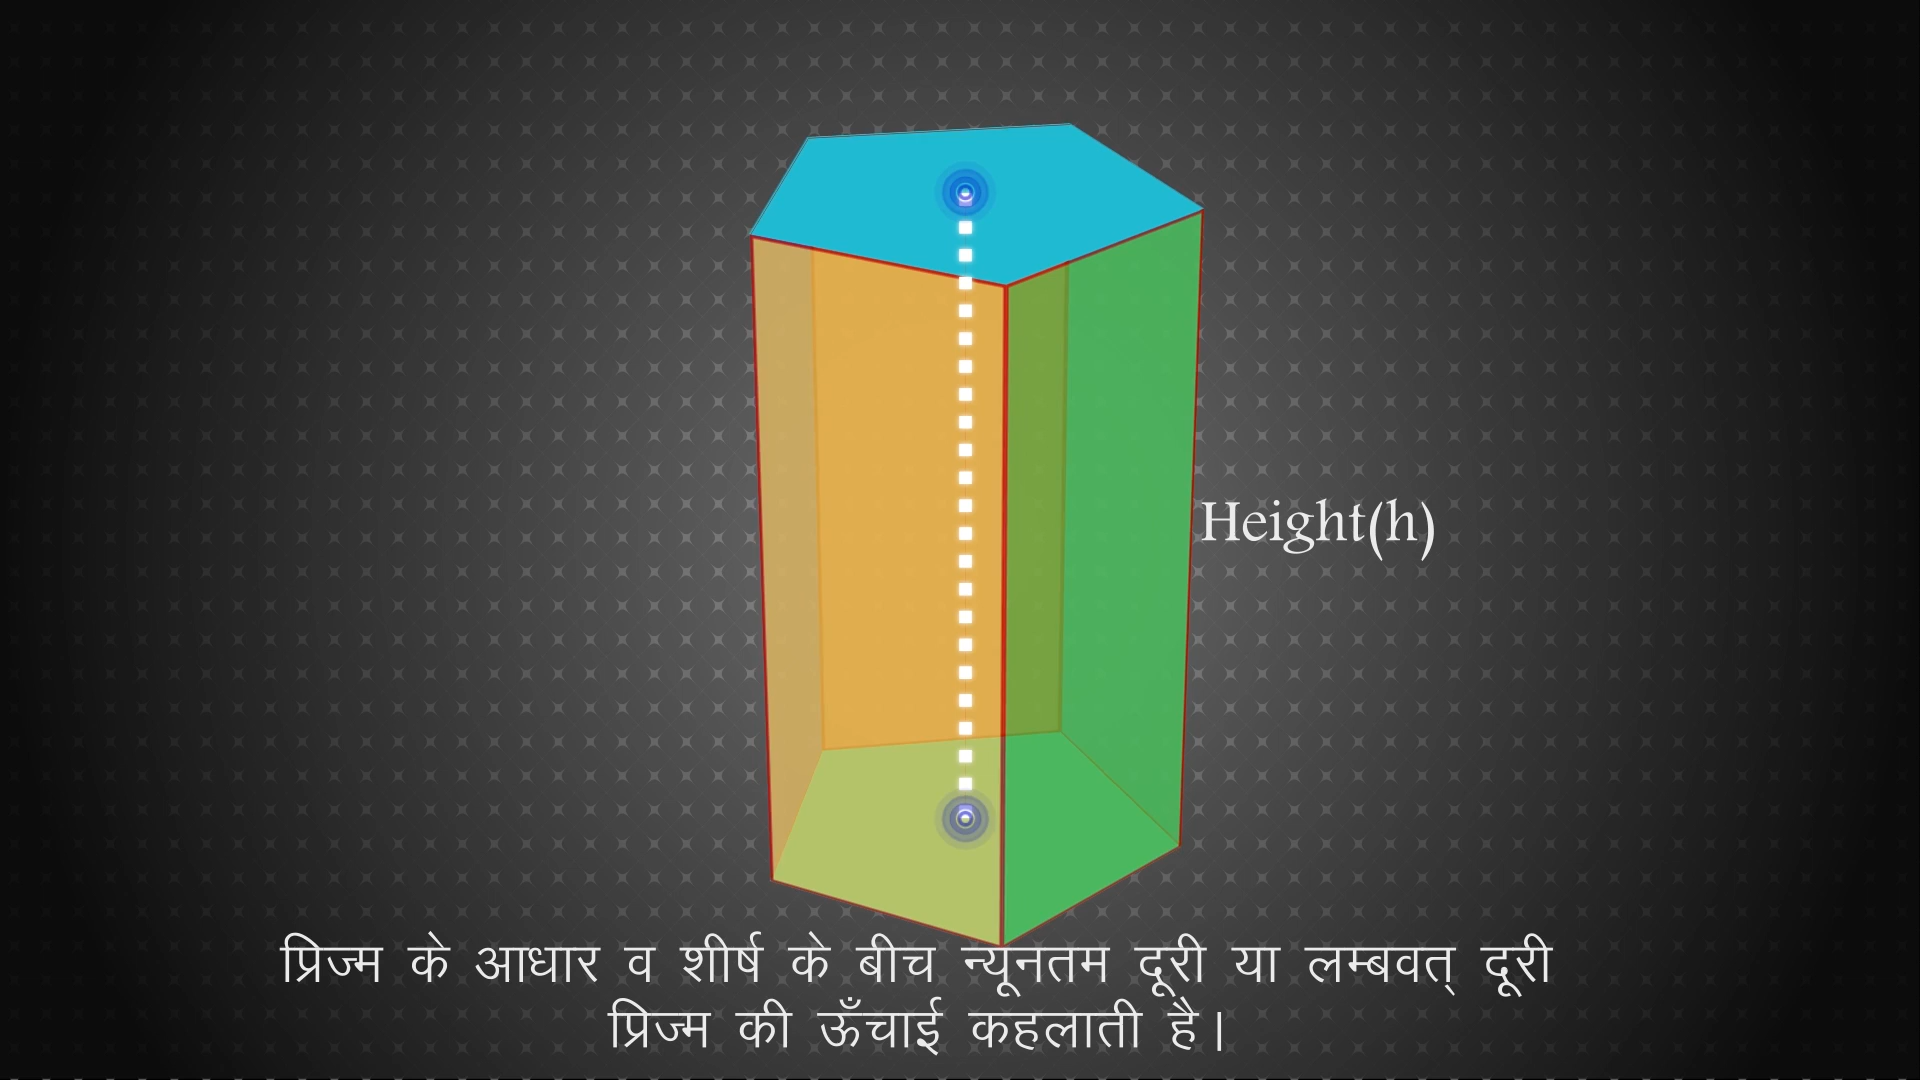 Height(h)
प्रिज्म के आधार व शीर्ष के बीच न्यूनतम दूरी या लम्बवत् दूरी
प्रिज्म की ऊँचाई कहलाती है।